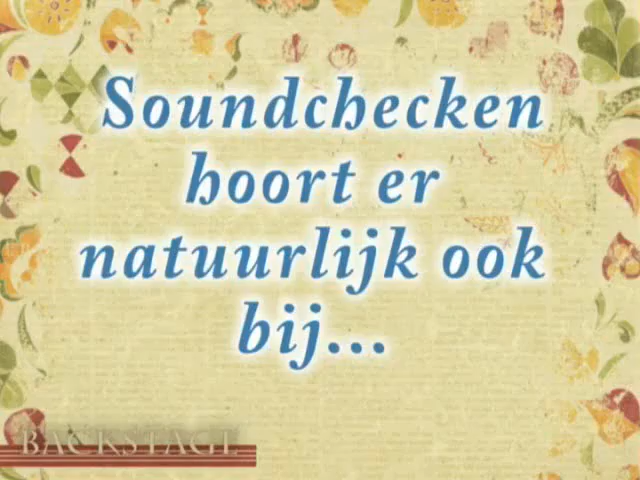 Soundchecken
hoort er
natuurlijk ook
bij...
BACKSTAGE